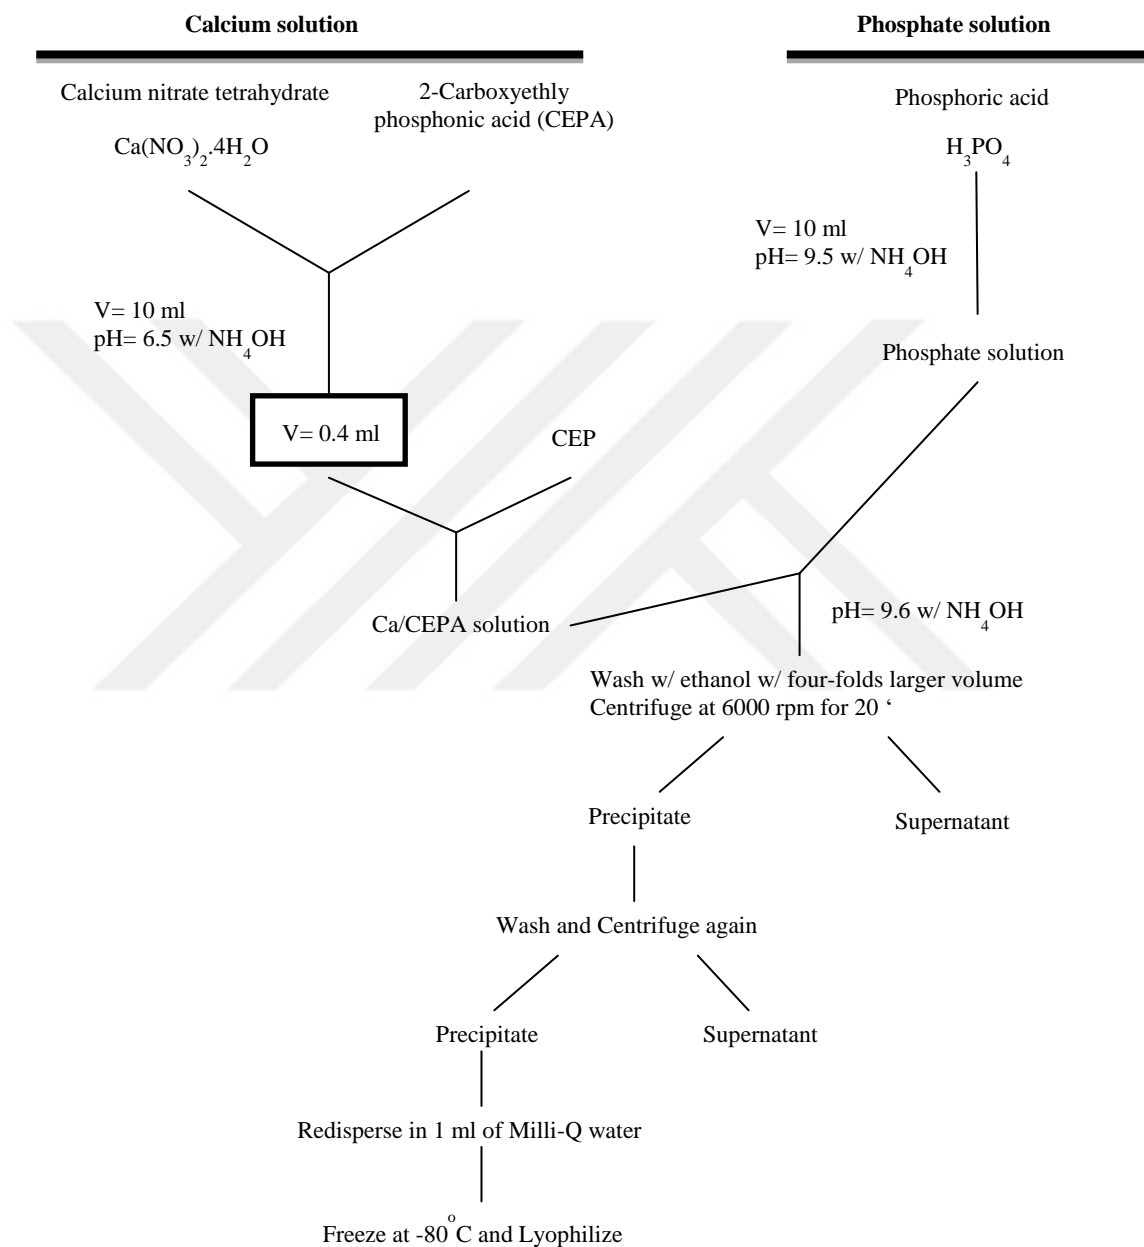 Calcium solution
Phosphate solution
Calcium nitrate tetrahydrate
Ca(NO3)2.4H2O
2-Carboxyethly
phosphonic acid (CEPA)
Phosphoric acid
H3PO4
V= 10 ml
pH= 9.5 w/ NH4OH
V= 10 ml
pH= 6.5 w/ NH4OH
Phosphate solution
V= 0.4 ml
CEP
Ca/CEPA solution
pH= 9.6 w/ NH4OH
Wash w/ ethanol w/ four-folds larger volume
Centrifuge at 6000 rpm for 20 ‘
Precipitate
Supernatant
Wash and Centrifuge again
Precipitate
Supernatant
Redisperse in 1 ml of Milli-Q water
Freeze at -80oC and Lyophilize